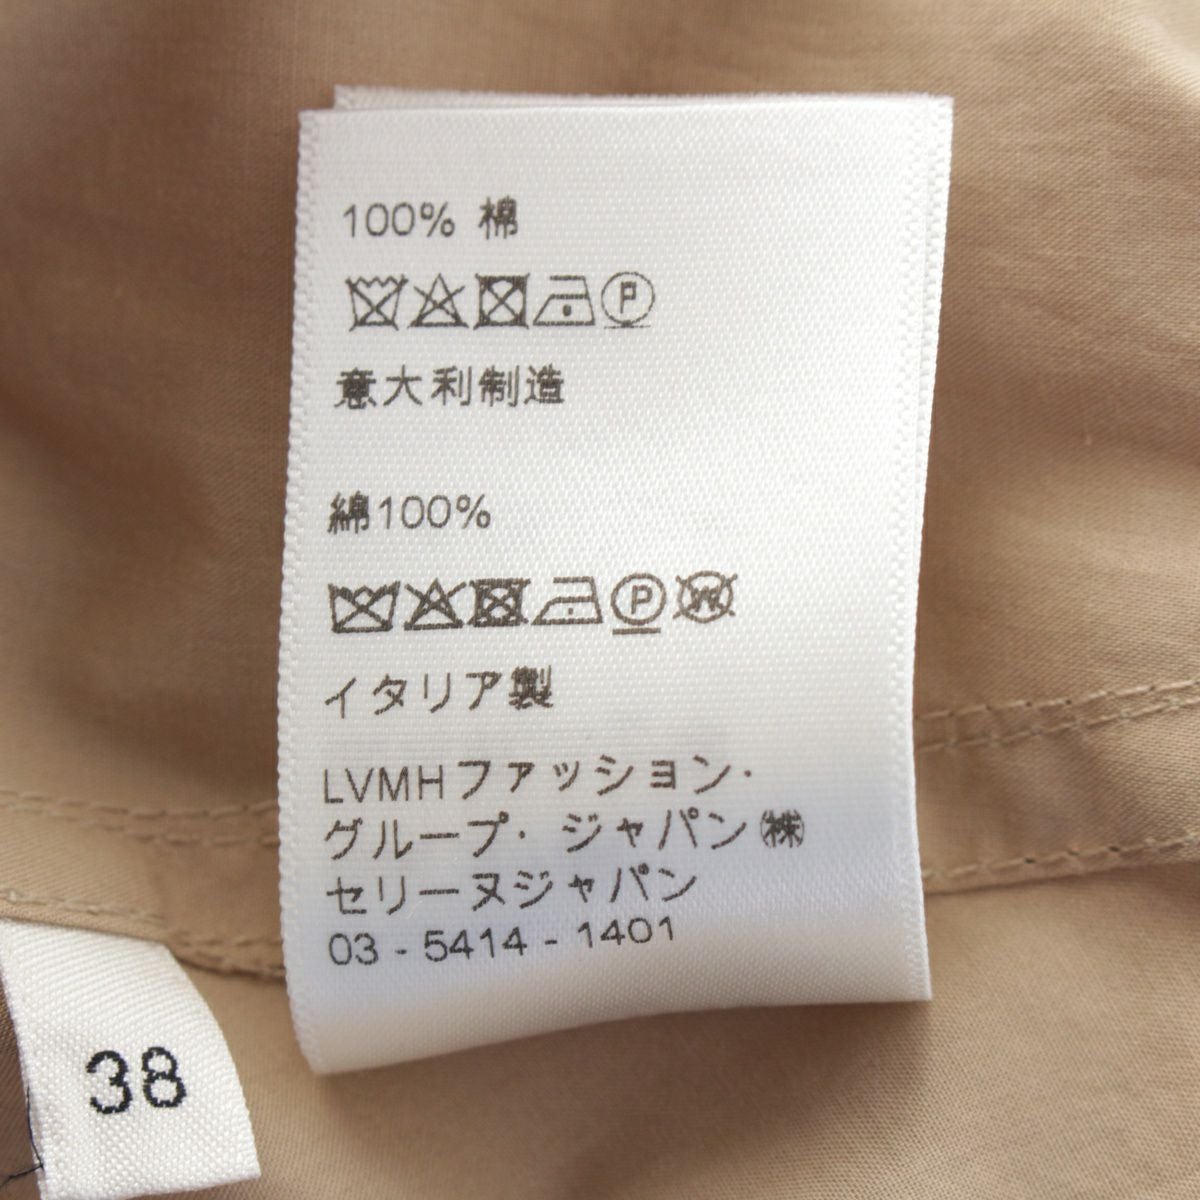 100% 棉
P
意大利制造
綿100%
P W
イタリア製
LVMHファッション·
グループ· ジャパン㈱
セリーヌジャパン
03 - 5414 - 1401
38